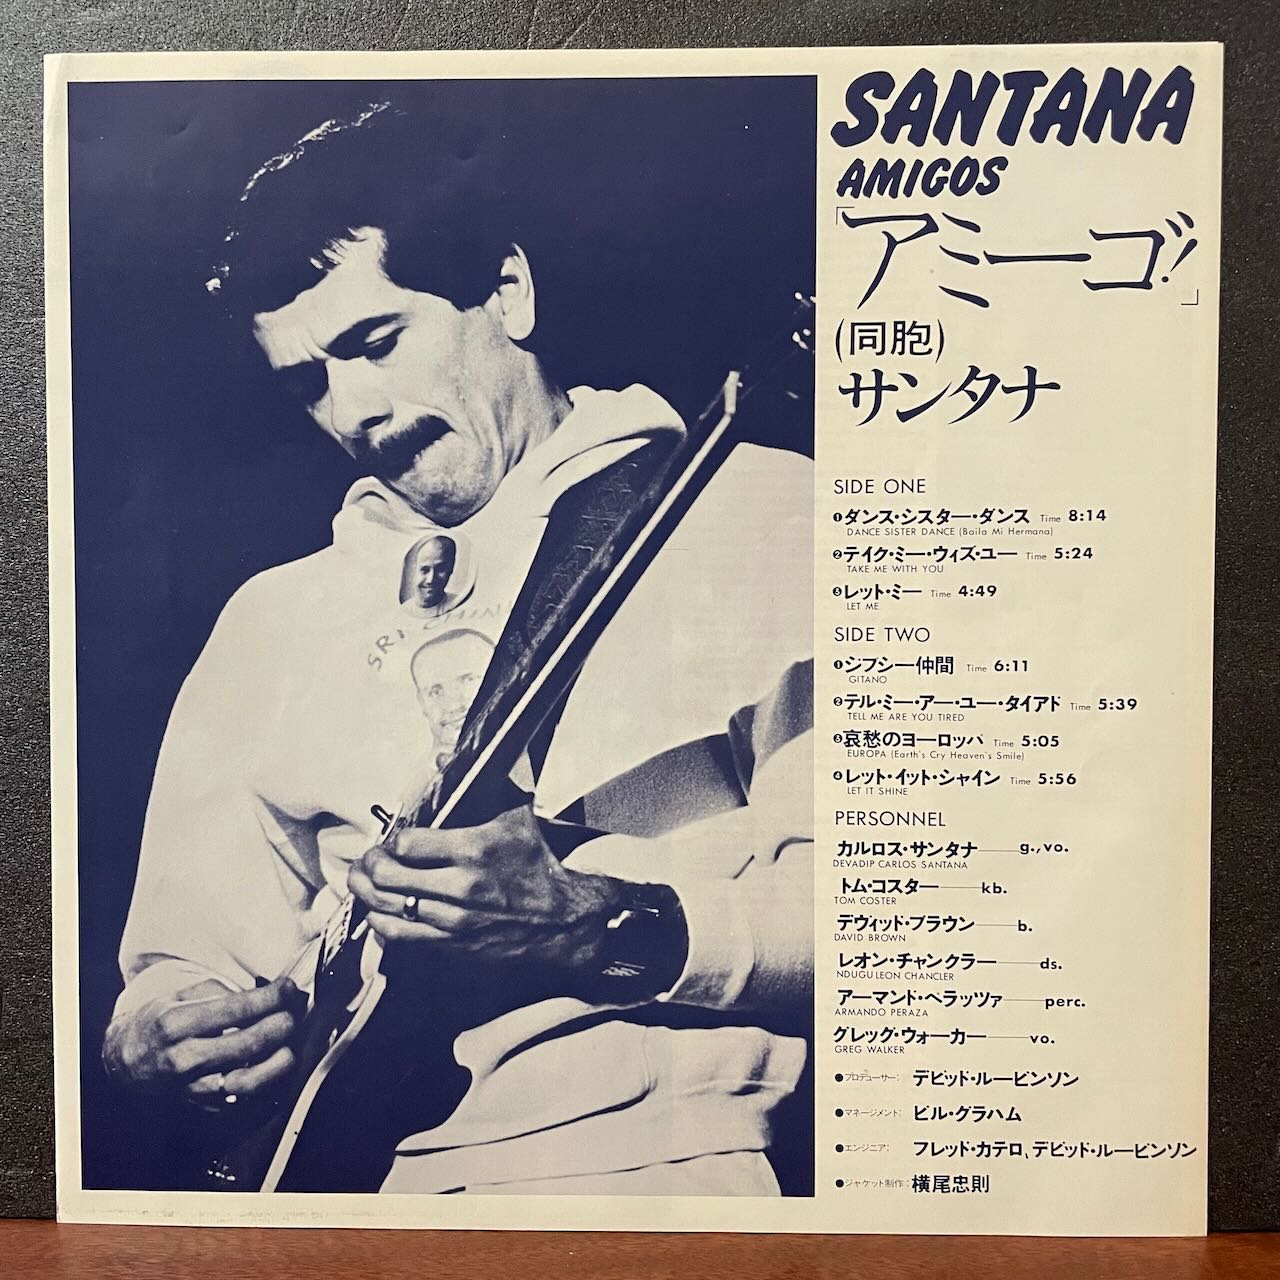 SANTANA
AMIGOS
「アミーゴ!」
(同胞)
サンタナ
SRI CHINM
SIDE ONE
❶ダンス・シスター・ダンス Time 8:14
DANCE SISTER DANCE (Baila Mi Hermana)
❷テイク・ミー・ウィズ・ユー Time 5:24
TAKE ME WITH YOU
❸レット・ミー Time 4:49
LET ME
SIDE TWO
❶ジプシー仲間 Time 6:11
GITANO
❷テル・ミー・アー・ユー・タイアド Time 5:39
TELL ME ARE YOU TIRED
❸哀愁のヨーロッパ Time 5:05
EUROPA (Earth's Cry Heaven's Smile)
❹レット・イット・シャイン Time 5:56
LET IT SHINE
PERSONNEL
カルロス・サンタナ——g.,vo.
DEVADIP CARLOS SANTANA
トム・コスター——kb.
TOM COSTER
デヴィッド・ブラウン——b.
DAVID BROWN
レオン・チャンクラー——ds.
NDUGU LEON CHANCLER
アーマンド・ペラッツァ——perc.
ARMANDO PERAZA
グレッグ・ウォーカー——vo.
GREG WALKER
●プロデューサー: デビッド・ルービンソン
●マネージメント: ビル・グラハム
●エンジニア: フレッド・カテロ、デビッド・ルービンソン
●ジャケット制作: 横尾忠則